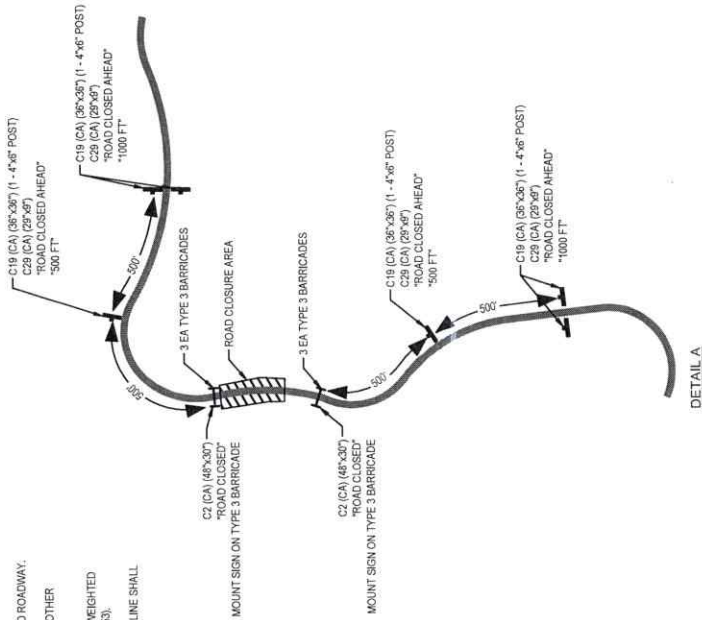 D ROADWAY.
OTHER
WEIGHTED
LINE SHALL
C19 (CA) (36"x36") (1 - 4"x6" POST)
C29 (CA) (29"x9")
"ROAD CLOSED AHEAD"
"500 FT"
C19 (CA) (36"x36") (1 - 4"x6" POST)
C29 (CA) (29"x9")
"ROAD CLOSED AHEAD"
"1000 FT"
500'
500'
3 EA TYPE 3 BARRICADES
ROAD CLOSURE AREA
C2 (CA) (48"x30")
"ROAD CLOSED"
MOUNT SIGN ON TYPE 3 BARRICADE
3 EA TYPE 3 BARRICADES
C2 (CA) (48"x30")
"ROAD CLOSED"
MOUNT SIGN ON TYPE 3 BARRICADE
500'
C19 (CA) (36"x36") (1 - 4"x6" POST)
C29 (CA) (29"x9")
"ROAD CLOSED AHEAD"
"500 FT"
500'
C19 (CA) (36"x36") (1 - 4"x6" POST)
C29 (CA) (29"x9")
"ROAD CLOSED AHEAD"
"1000 FT"
DETAIL A